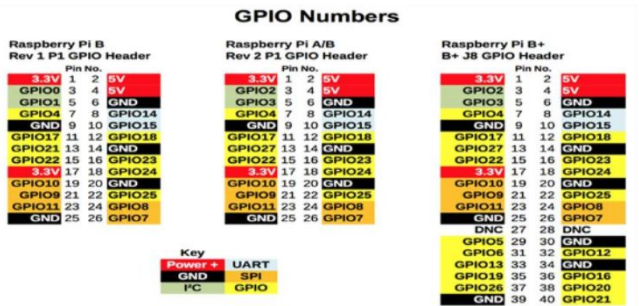 GPIO Numbers
Raspberry Pi B
Rev 1 P1 GPIO Header
Pin No.
3.3V 1 2 5V
GPIO0 3 4 5V
GPIO1 5 6 GND
GPIO4 7 8 GPIO14
GND 9 10 GPIO15
GPIO17 11 12 GPIO18
GPIO21 13 14 GND
GPIO22 15 16 GPIO23
3.3V 17 18 GPIO24
GPIO10 19 20 GND
GPIO9 21 22 GPIO25
GPIO11 23 24 GPIO8
GND 25 26 GPIO7
Raspberry Pi A/B
Rev 2 P1 GPIO Header
Pin No.
3.3V 1 2 5V
GPIO2 3 4 5V
GPIO3 5 6 GND
GPIO4 7 8 GPIO14
GND 9 10 GPIO15
GPIO17 11 12 GPIO18
GPIO27 13 14 GND
GPIO22 15 16 GPIO23
3.3V 17 18 GPIO24
GPIO10 19 20 GND
GPIO9 21 22 GPIO25
GPIO11 23 24 GPIO8
GND 25 26 GPIO7
Raspberry Pi B+
B+ J8 GPIO Header
Pin No.
3.3V 1 2 5V
GPIO2 3 4 5V
GPIO3 5 6 GND
GPIO4 7 8 GPIO14
GND 9 10 GPIO15
GPIO17 11 12 GPIO18
GPIO27 13 14 GND
GPIO22 15 16 GPIO23
3.3V 17 18 GPIO24
GPIO10 19 20 GND
GPIO9 21 22 GPIO25
GPIO11 23 24 GPIO8
GND 25 26 GPIO7
DNC 27 28 DNC
GPIO5 29 30 GND
GPIO6 31 32 GPIO12
GPIO13 33 34 GND
GPIO19 35 36 GPIO16
GPIO26 37 38 GPIO20
GND 39 40 GPIO21
Key
Power + UART
GND SPI
I²C GPIO